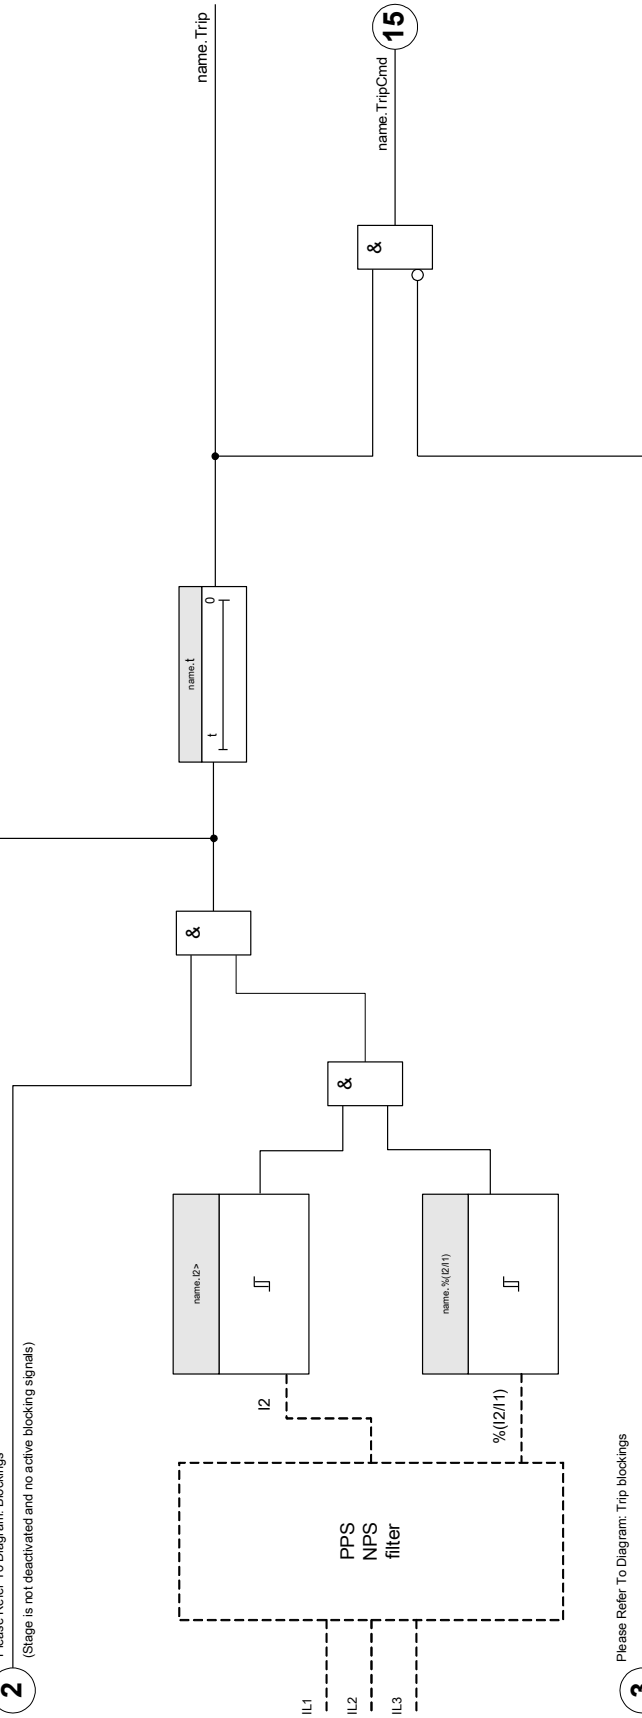 Please Refer To Diagram: Blockings
2
(Stage is not deactivated and no active blocking signals)
IL1
IL2
IL3
PPS
NPS
filter
I2
%(I2/I1)
name.I2>
name.%(I2/I1)
&
&
name.t
t
0
name.Trip
&
name.TripCmd
15
Please Refer To Diagram: Trip blockings
3